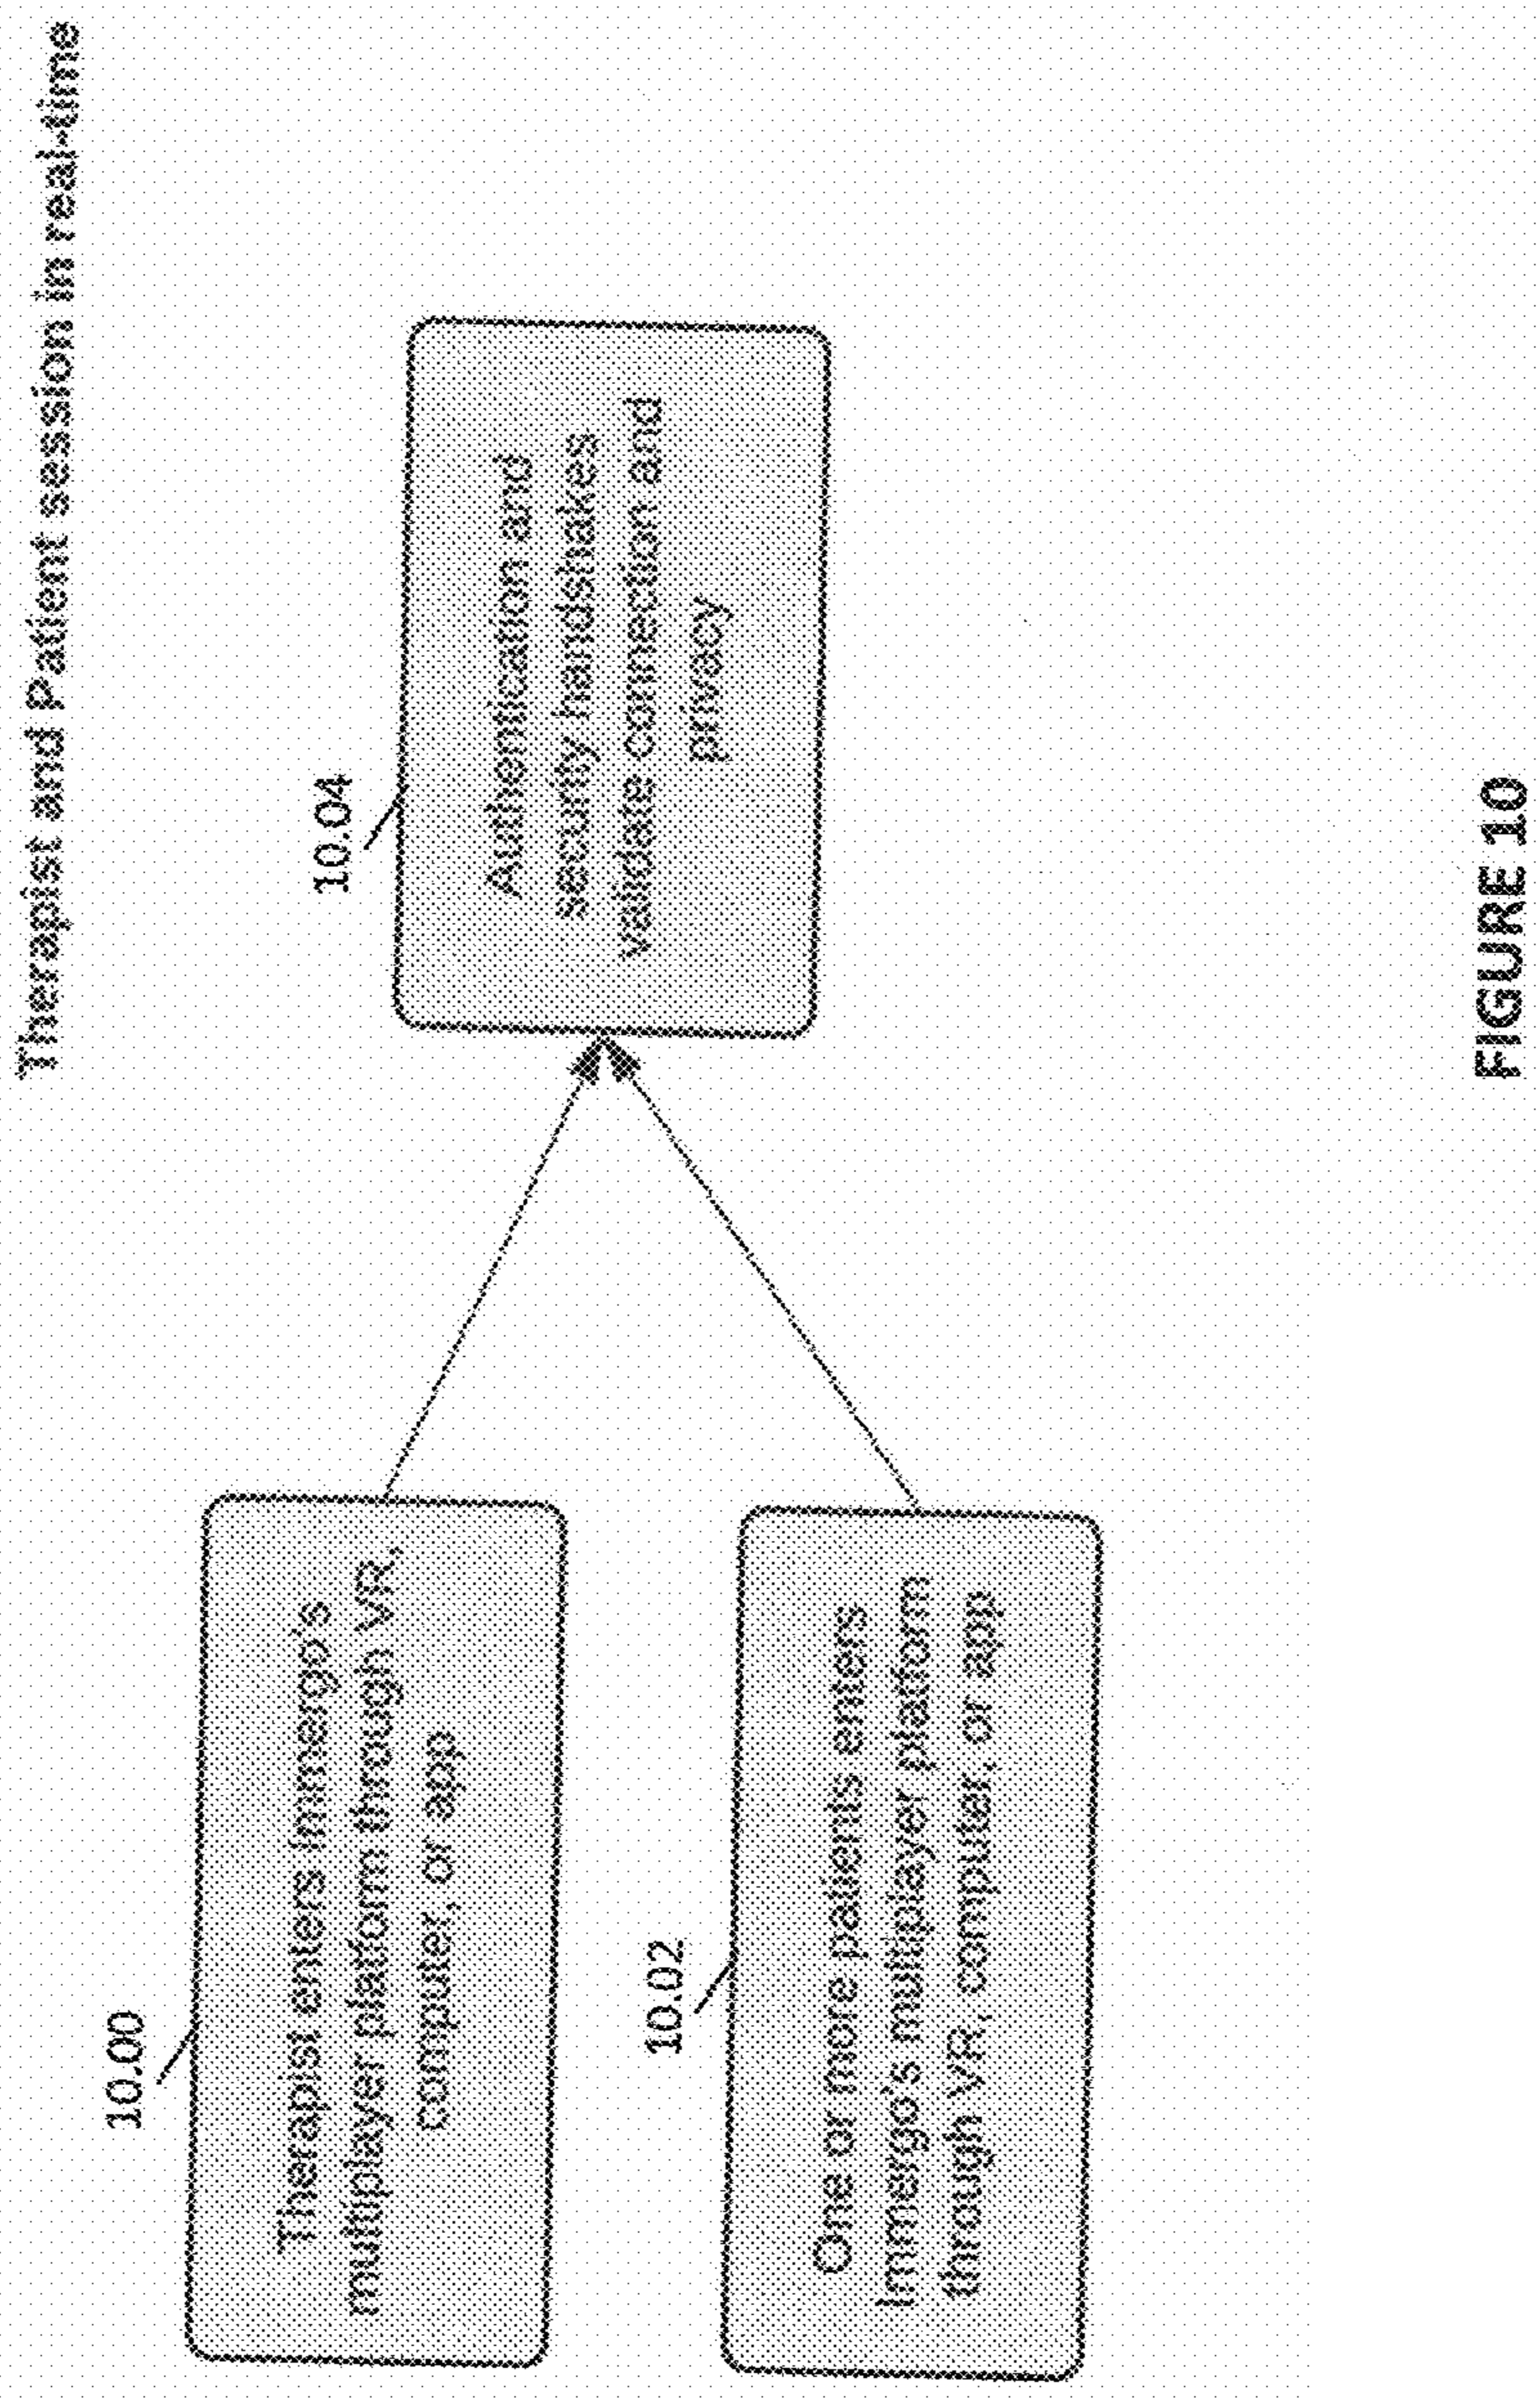 Therapist and Patient session in real-time
10.00
Therapist enters Immergo's
multiplayer platform through VR,
computer, or app
10.02
One or more patients enters
Immergo's multiplayer platform
through VR, computer, or app
10.04
Authentication and
security handshakes
validate connection and
privacy
FIGURE 10